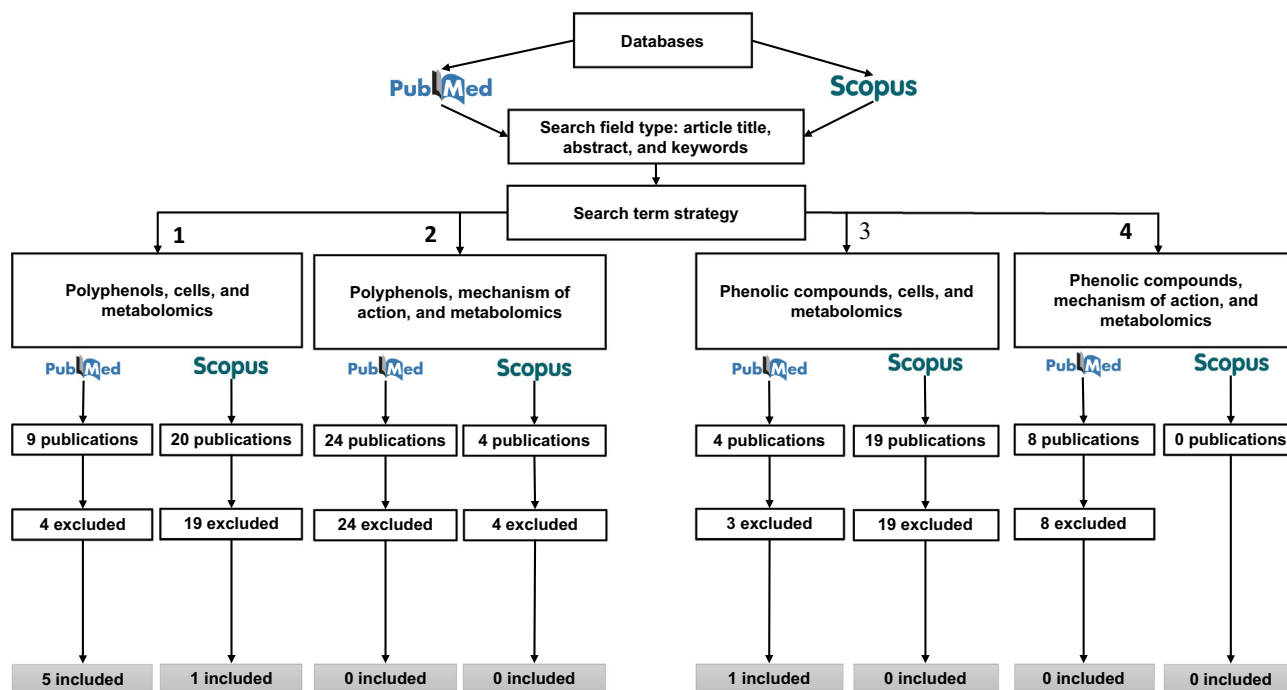 Databases
PubMed
Scopus
Search field type: article title,
abstract, and keywords
Search term strategy
1
2
3
4
Polyphenols, cells, and
metabolomics
Polyphenols, mechanism of
action, and metabolomics
Phenolic compounds, cells, and
metabolomics
Phenolic compounds,
mechanism of action, and
metabolomics
PubMed
Scopus
PubMed
Scopus
PubMed
Scopus
PubMed
Scopus
9 publications
20 publications
24 publications
4 publications
4 publications
19 publications
8 publications
0 publications
4 excluded
19 excluded
24 excluded
4 excluded
3 excluded
19 excluded
8 excluded
5 included
1 included
0 included
0 included
1 included
0 included
0 included
0 included